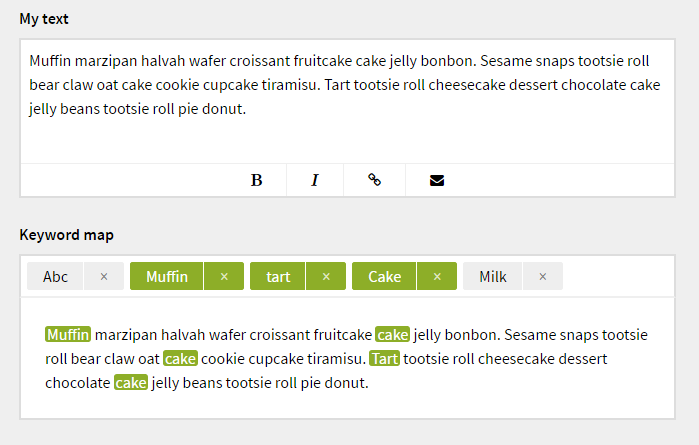 My text
Muffin marzipan halvah wafer croissant fruitcake cake jelly bonbon. Sesame snaps tootsie roll
bear claw oat cake cookie cupcake tiramisu. Tart tootsie roll cheesecake dessert chocolate cake
jelly beans tootsie roll pie donut.
B I
Keyword map
Abc × Muffin × tart × Cake × Milk ×
Muffin marzipan halvah wafer croissant fruitcake cake jelly bonbon. Sesame snaps tootsie
roll bear claw oat cake cookie cupcake tiramisu. Tart tootsie roll cheesecake dessert
chocolate cake jelly beans tootsie roll pie donut.